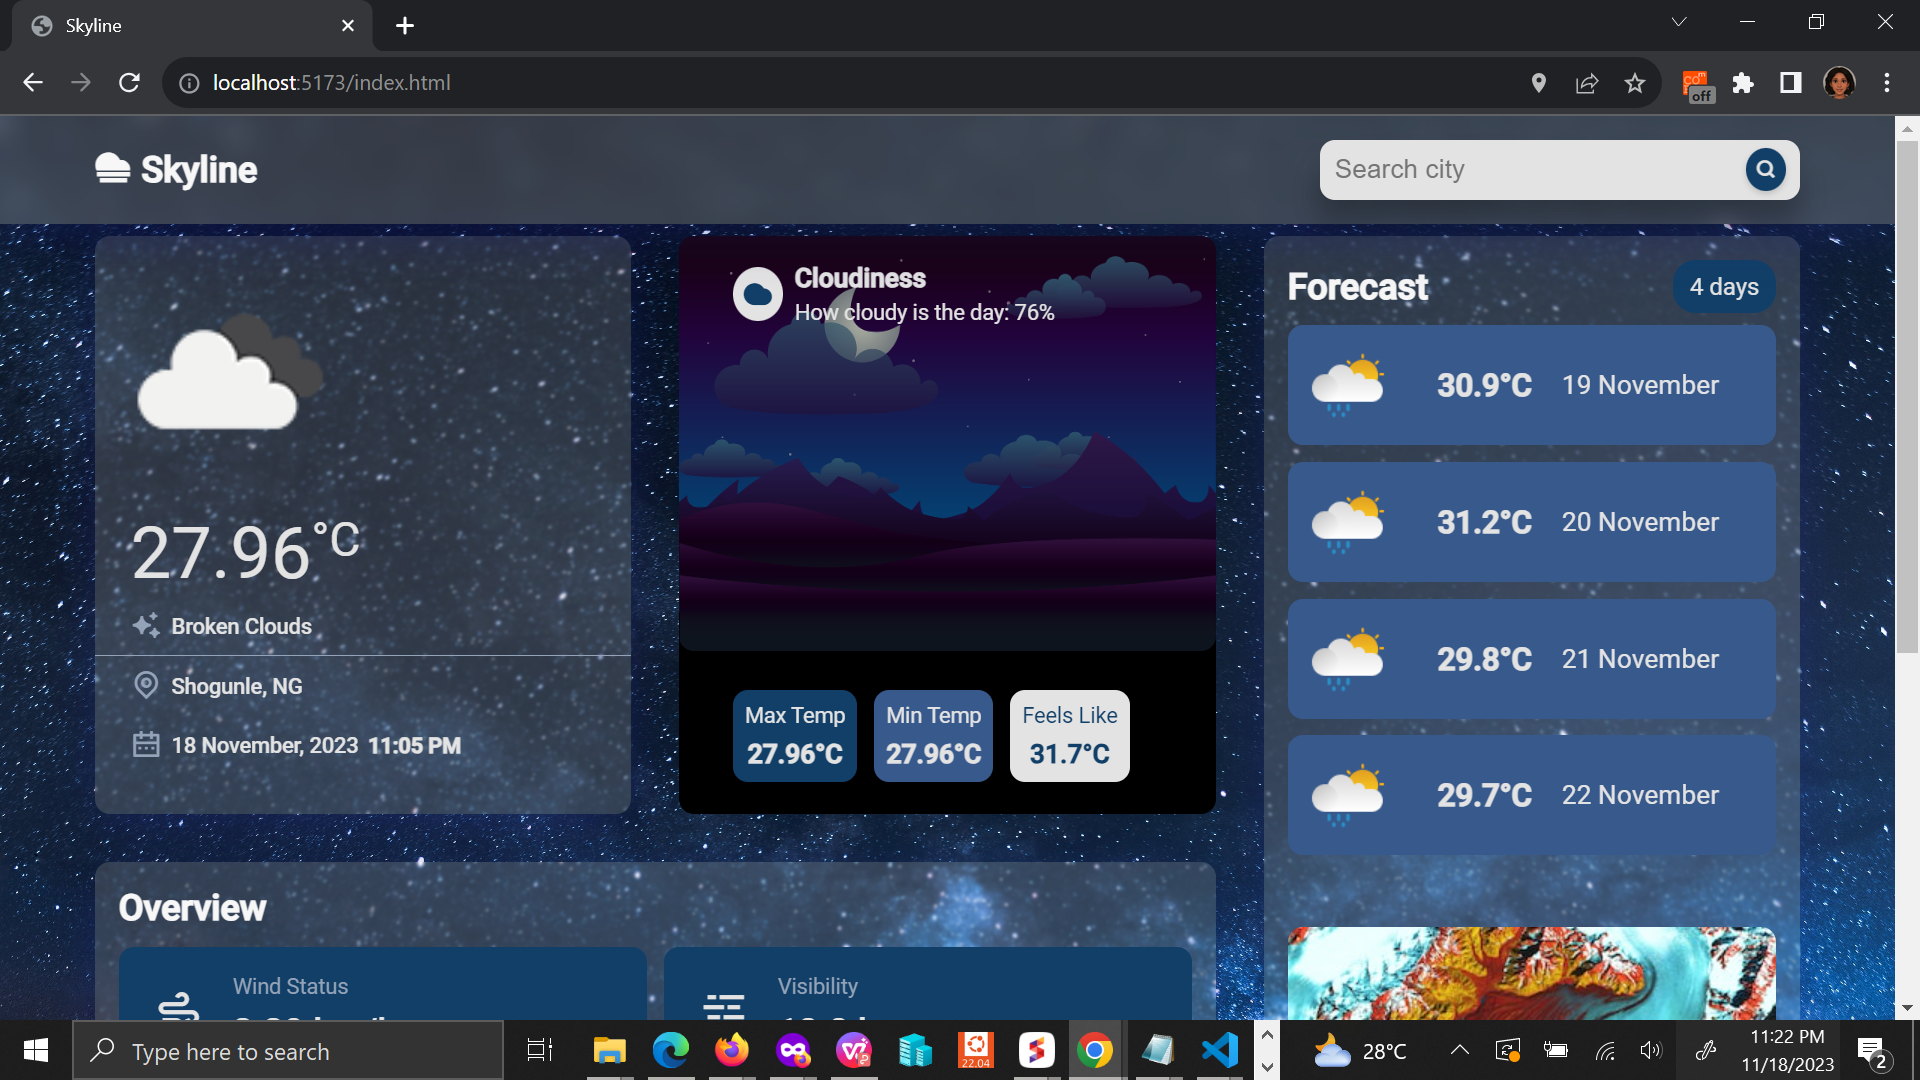 Skyline
localhost:5173/index.html
off
Skyline
Search city
27.96°C
Broken Clouds
Shogunle, NG
18 November, 2023 11:05 PM
Cloudiness
How cloudy is the day: 76%
Max Temp
27.96°C
Min Temp
27.96°C
Feels Like
31.7°C
Forecast
4 days
30.9°C 19 November
31.2°C 20 November
29.8°C 21 November
29.7°C 22 November
Overview
Wind Status
Visibility
Type here to search
22.04
28°C
11:22 PM
11/18/2023
2